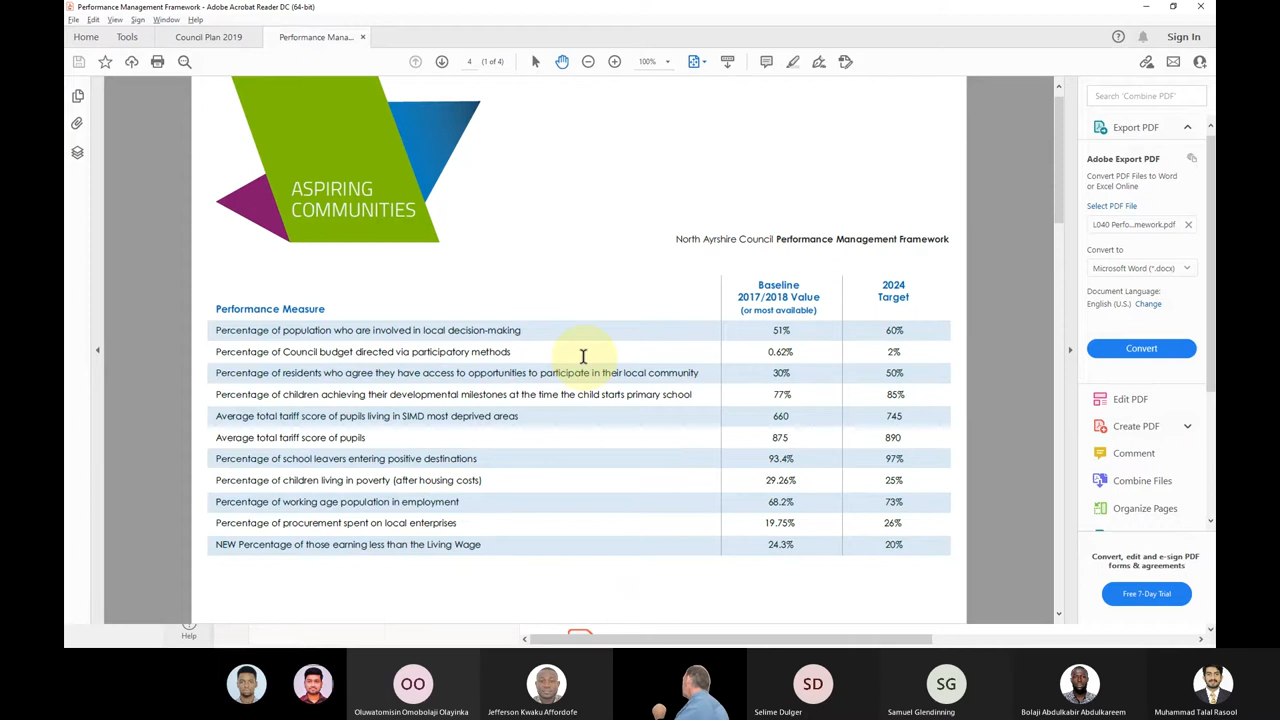 Performance Management Framework - Adobe Acrobat Reader DC (64-bit)
File Edit View Sign Window Help
Home Tools Council Plan 2019 Performance Mana... × Sign In
4 (1 of 4) 100%
ASPIRING
COMMUNITIES
North Ayrshire Council Performance Management Framework
Performance Measure
Baseline
2017/2018 Value
(or most available)
2024
Target
Percentage of population who are involved in local decision-making 51% 60%
Percentage of Council budget directed via participatory methods 0.62% 2%
Percentage of residents who agree they have access to opportunities to participate in their local community 30% 50%
Percentage of children achieving their developmental milestones at the time the child starts primary school 77% 85%
Average total tariff score of pupils living in SIMD most deprived areas 660 745
Average total tariff score of pupils 875 890
Percentage of school leavers entering positive destinations 93.4% 97%
Percentage of children living in poverty (after housing costs) 29.26% 25%
Percentage of working age population in employment 68.2% 73%
Percentage of procurement spent on local enterprises 19.75% 26%
NEW Percentage of those earning less than the Living Wage 24.3% 20%
Search 'Combine PDF'
Export PDF
Adobe Export PDF
Convert PDF Files to Word
or Excel Online
Select PDF File
L040 Perfo...mework.pdf
Convert to
Microsoft Word (*.docx)
Document Language:
English (U.S.) Change
Convert
Edit PDF
Create PDF
Comment
Combine Files
Organize Pages
Convert, edit and e-sign PDF
forms & agreements
Free 7-Day Trial
Help
OO SD SG
Oluwatomisin Omobolaji Olayinka Jefferson Kwaku Affordofe Selime Dulger Samuel Glendinning Bolaji Abdulkabir Abdulkareem Muhammad Talal Rasool